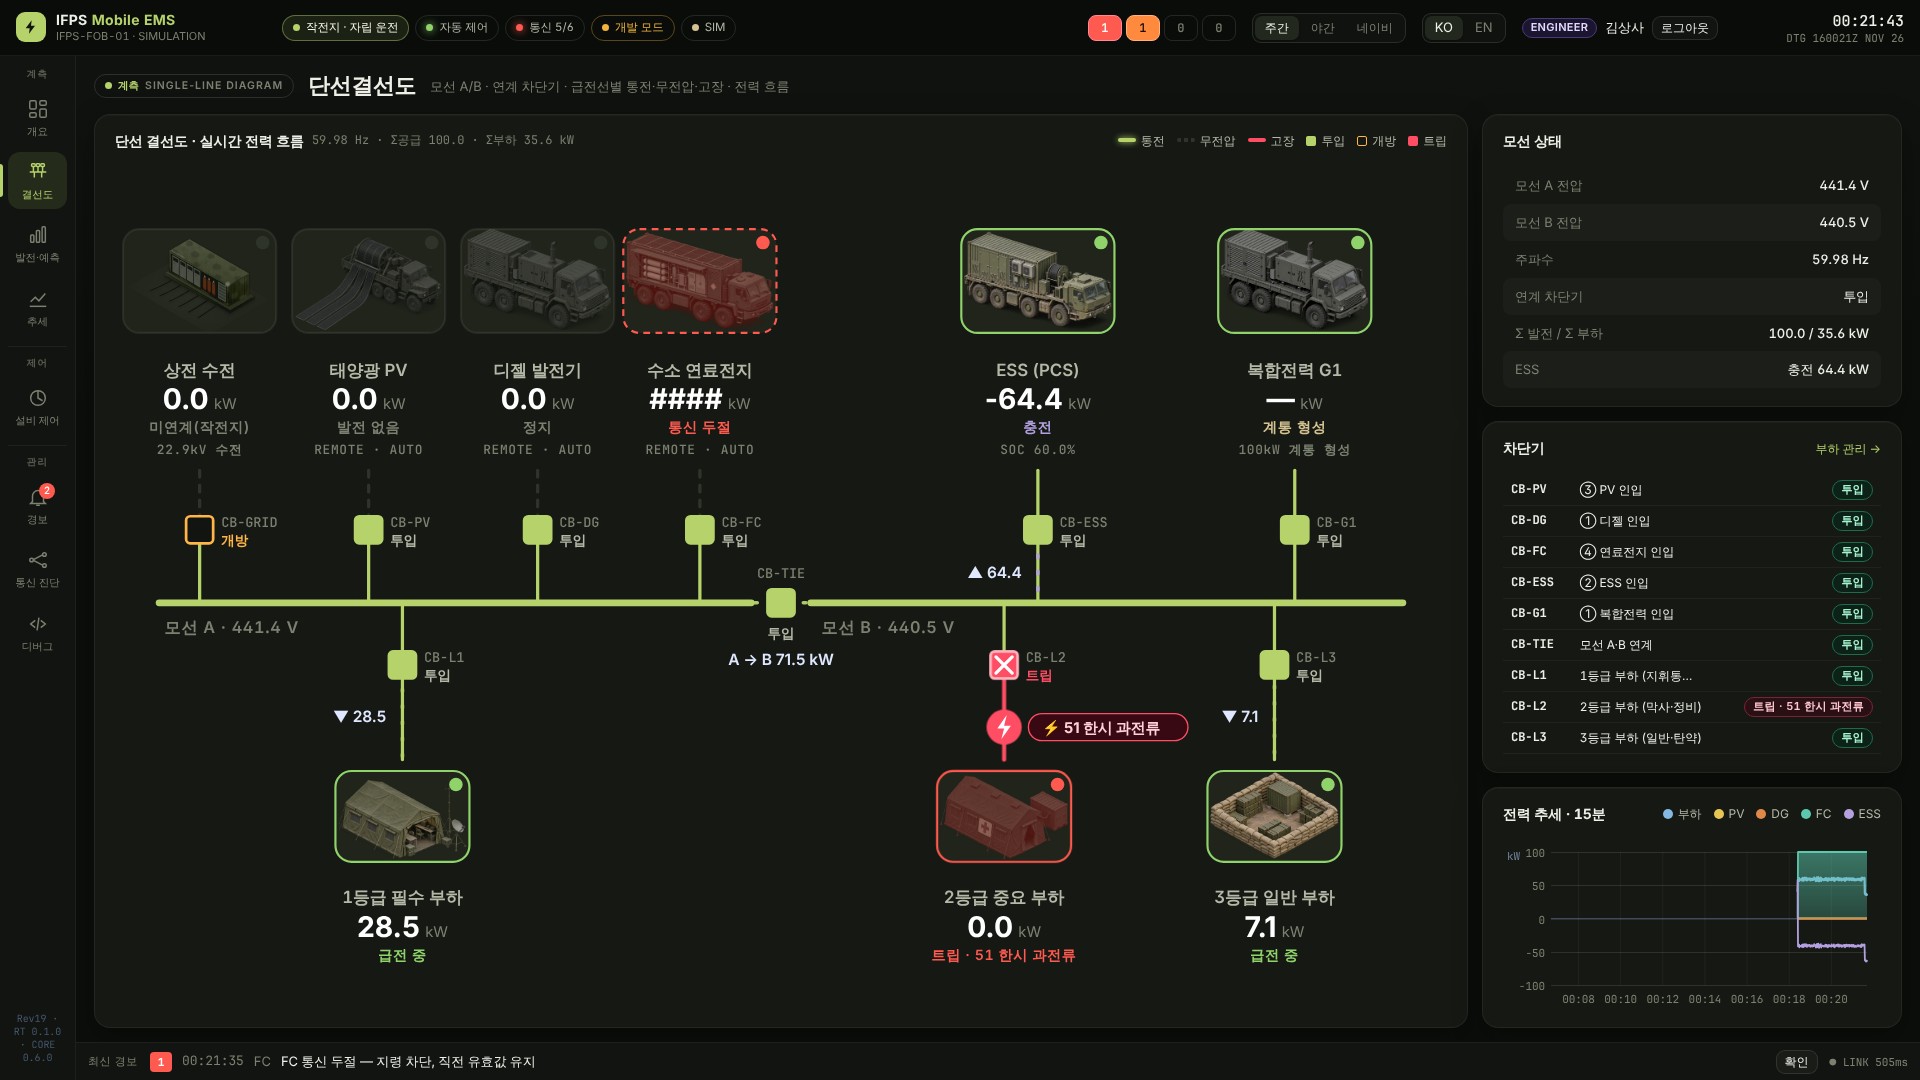 IFPS Mobile EMS
IFPS-FOB-01 · SIMULATION
작전지 · 자립 운전
자동 제어
통신 5/6
개발 모드
SIM
1 1 0 0
주간 야간 네이비
KO EN
ENGINEER 김상사 로그아웃
00:21:43
DTG 160021Z NOV 26
계측
개요
결선도
발전·예측
추세
제어
설비 제어
관리
2
경보
통신 진단
디버그
Rev19 ·
RT 0.1.0
· CORE
0.6.0
계측 SINGLE-LINE DIAGRAM
단선결선도
모선 A/B · 연계 차단기 · 급전선별 통전·무전압·고장 · 전력 흐름
단선 결선도 · 실시간 전력 흐름 59.98 Hz · Σ공급 100.0 · Σ부하 35.6 kW
통전 무전압 고장 투입 개방 트립
상전 수전
0.0 kW
미연계(작전지)
22.9kV 수전
태양광 PV
0.0 kW
발전 없음
REMOTE · AUTO
디젤 발전기
0.0 kW
정지
REMOTE · AUTO
수소 연료전지
#### kW
통신 두절
REMOTE · AUTO
ESS (PCS)
-64.4 kW
충전
SOC 60.0%
복합전력 G1
— kW
계통 형성
100kW 계통 형성
CB-GRID
개방
CB-PV
투입
CB-DG
투입
CB-FC
투입
CB-ESS
투입
CB-G1
투입
▲ 64.4
CB-TIE
투입
A → B 71.5 kW
모선 A · 441.4 V
모선 B · 440.5 V
CB-L1
투입
▼ 28.5
CB-L2
트립
⚡ 51 한시 과전류
CB-L3
투입
▼ 7.1
1등급 필수 부하
28.5 kW
급전 중
2등급 중요 부하
0.0 kW
트립 · 51 한시 과전류
3등급 일반 부하
7.1 kW
급전 중
모선 상태
모선 A 전압 441.4 V
모선 B 전압 440.5 V
주파수 59.98 Hz
연계 차단기 투입
Σ 발전 / Σ 부하 100.0 / 35.6 kW
ESS 충전 64.4 kW
차단기 부하 관리 →
CB-PV ③ PV 인입 투입
CB-DG ① 디젤 인입 투입
CB-FC ④ 연료전지 인입 투입
CB-ESS ② ESS 인입 투입
CB-G1 ① 복합전력 인입 투입
CB-TIE 모선 A·B 연계 투입
CB-L1 1등급 부하 (지휘통… 투입
CB-L2 2등급 부하 (막사·정비) 트립 · 51 한시 과전류
CB-L3 3등급 부하 (일반·탄약) 투입
전력 추세 · 15분
부하 PV DG FC ESS
kW 100
50
0
-50
-100
00:08 00:10 00:12 00:14 00:16 00:18 00:20
최신 경보 1 00:21:35 FC FC 통신 두절 — 지령 차단, 직전 유효값 유지
확인 LINK 505ms